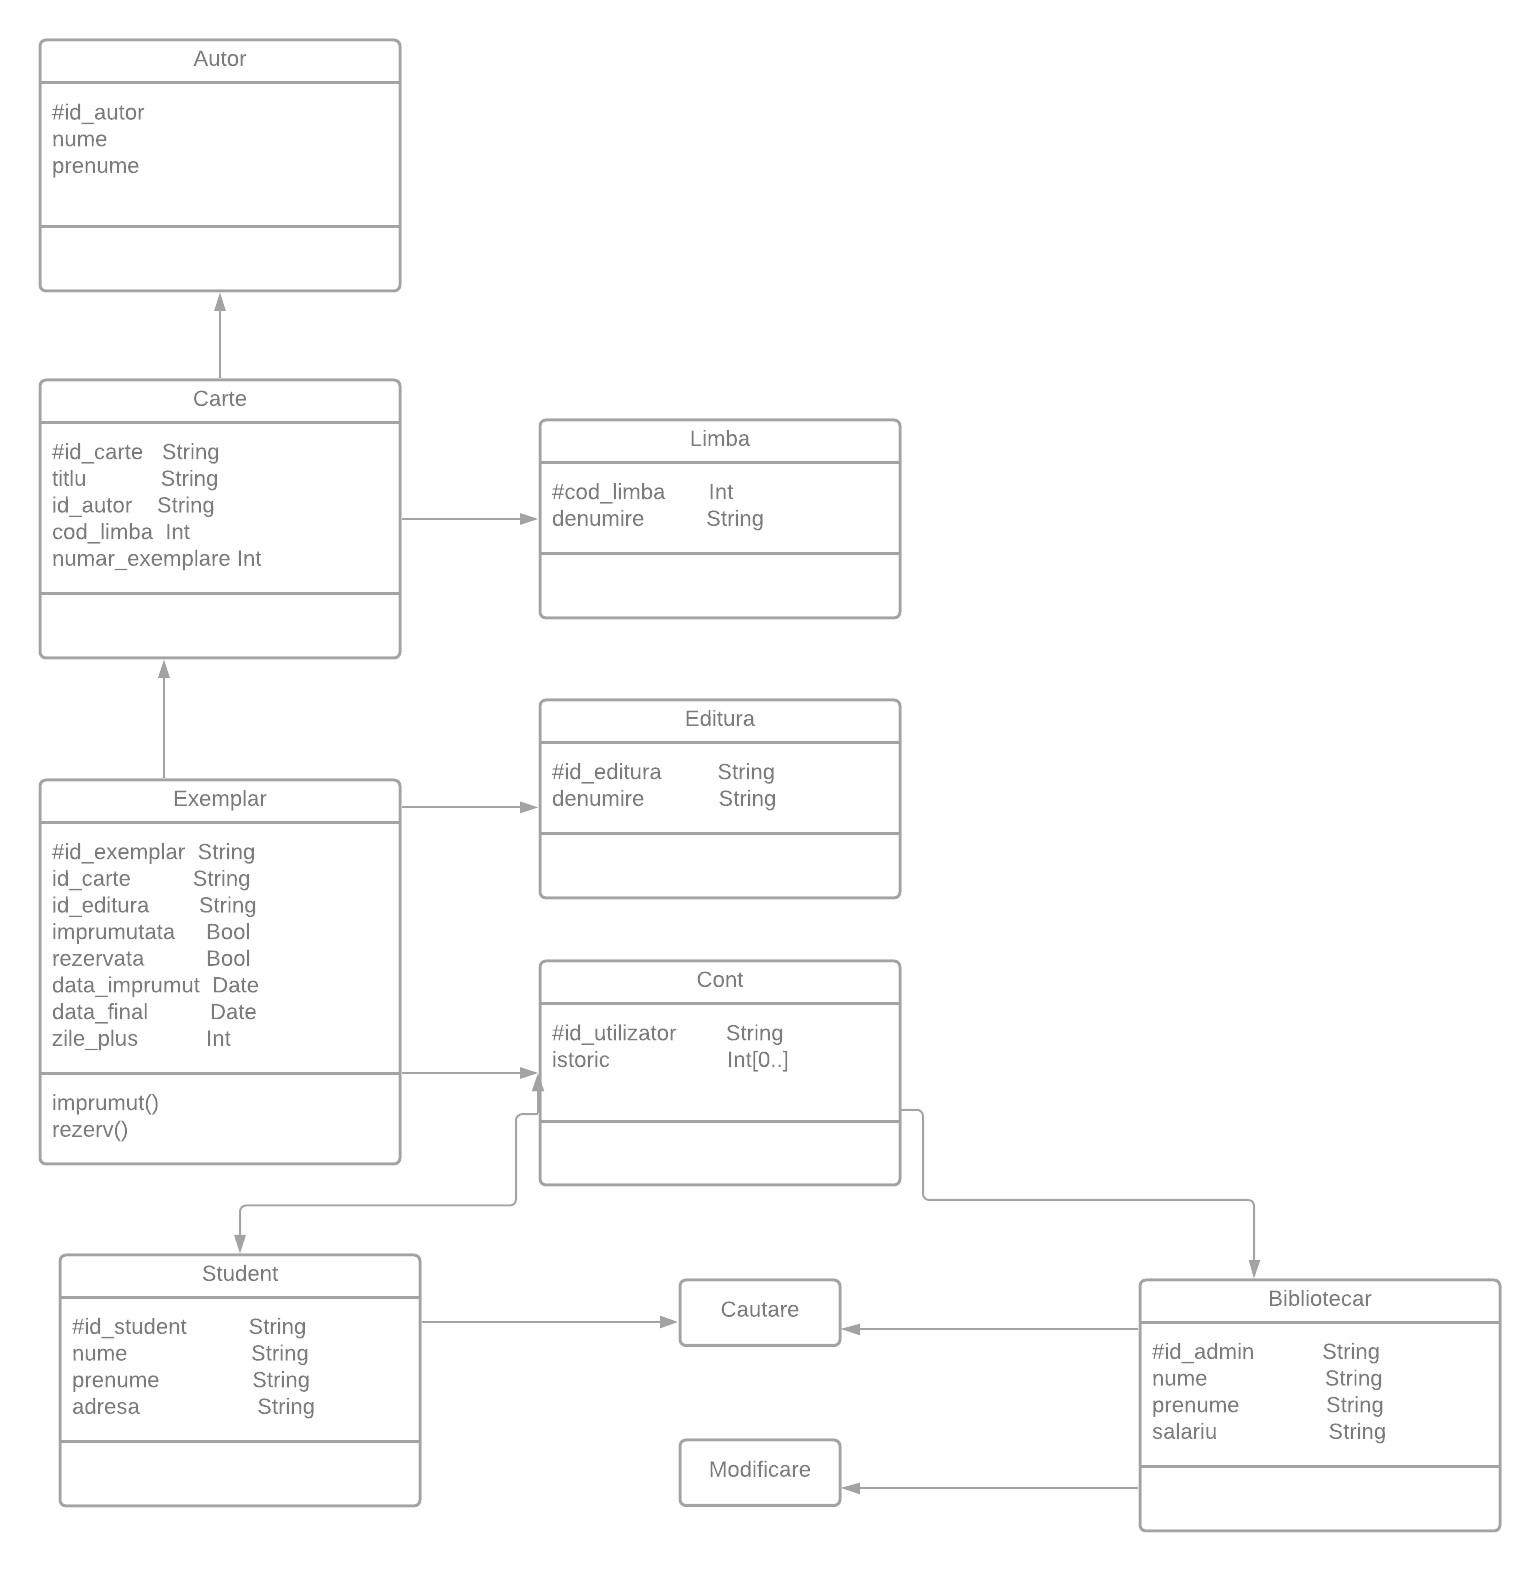 Autor
#id_autor
nume
prenume
Carte
#id_carte String
titlu String
id_autor String
cod_limba Int
numar_exemplare Int
Limba
#cod_limba Int
denumire String
Editura
#id_editura String
denumire String
Exemplar
#id_exemplar String
id_carte String
id_editura String
imprumutata Bool
rezervata Bool
data_imprumut Date
data_final Date
zile_plus Int
imprumut()
rezerv()
Cont
#id_utilizator String
istoric Int[0..]
Student
#id_student String
nume String
prenume String
adresa String
Cautare
Modificare
Bibliotecar
#id_admin String
nume String
prenume String
salariu String